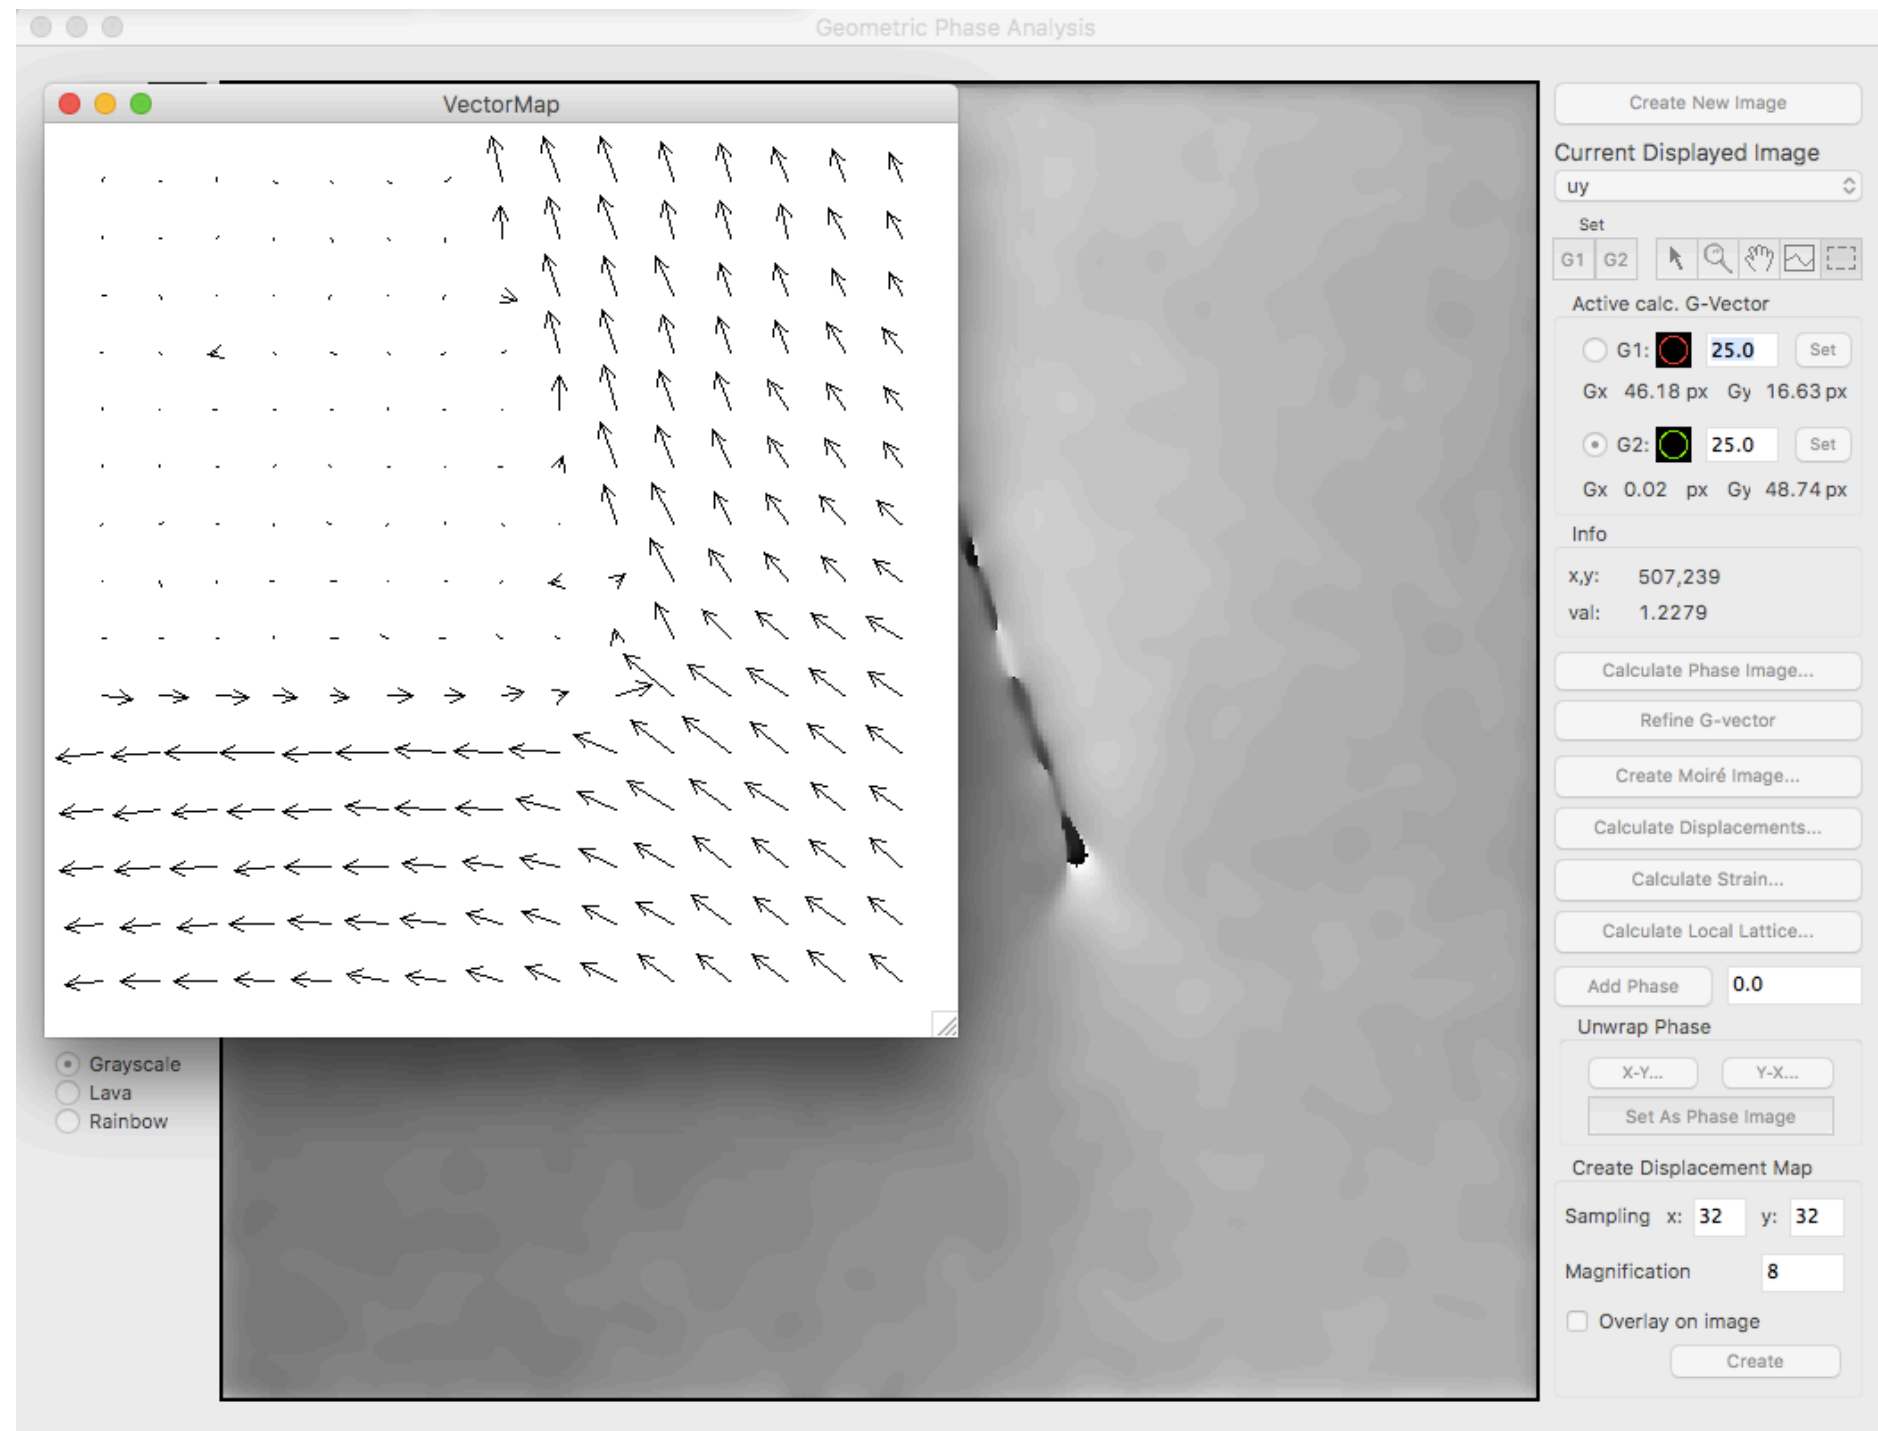 Geometric Phase Analysis
VectorMap
Create New Image
Current Displayed Image
uy
Set
G1 G2
Active calc. G-Vector
G1: 25.0 Set
Gx 46.18 px Gy 16.63 px
G2: 25.0 Set
Gx 0.02 px Gy 48.74 px
Info
x,y: 507,239
val: 1.2279
Calculate Phase Image...
Refine G-vector
Create Moiré Image...
Calculate Displacements...
Calculate Strain...
Calculate Local Lattice...
Add Phase 0.0
Unwrap Phase
X-Y... Y-X...
Set As Phase Image
Create Displacement Map
Sampling x: 32 y: 32
Magnification 8
Overlay on image
Create
Grayscale
Lava
Rainbow